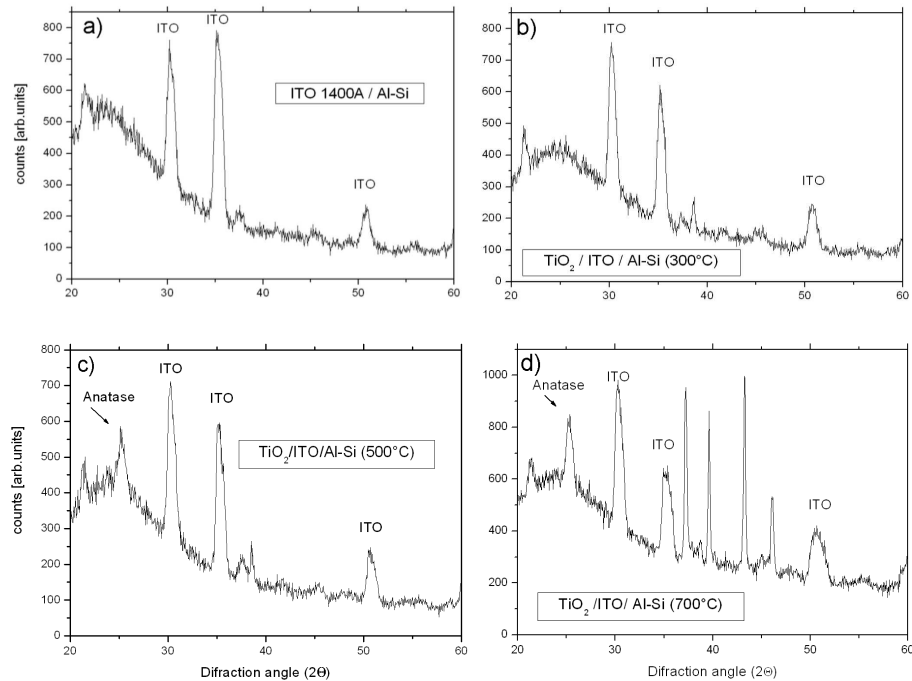 a)
ITO
ITO
ITO 1400A / Al-Si
ITO
counts [arb.units]
800
700
600
500
400
300
200
100
0
20 30 40 50 60
b)
ITO
ITO
ITO
TiO2 / ITO / Al-Si (300°C)
800
700
600
500
400
300
200
100
0
20 30 40 50 60
c)
ITO
Anatase
ITO
TiO2/ITO/Al-Si (500°C)
ITO
counts [arb.units]
800
700
600
500
400
300
200
100
0
20 30 40 50 60
Difraction angle (2Θ)
d)
Anatase
ITO
ITO
ITO
TiO2 /ITO/ Al-Si (700°C)
1000
800
600
400
200
0
20 30 40 50 60
Difraction angle (2Θ)